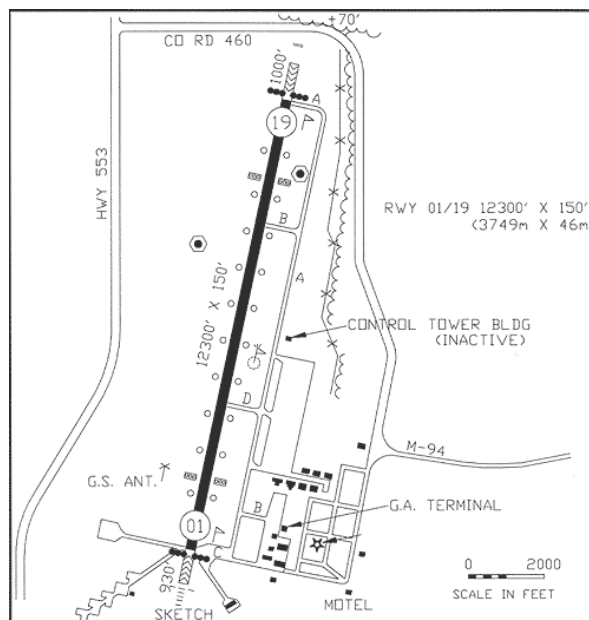 +70'
CO RD 460
1000'
A
19
HWY 553
RWY 01/19 12300' X 150'
(3749m X 46m
B
A
12300' X 150'
CONTROL TOWER BLDG
(INACTIVE)
D
M-94
G.S. ANT.
B
G.A. TERMINAL
01
C
930'
0 2000
SCALE IN FEET
SKETCH
MOTEL